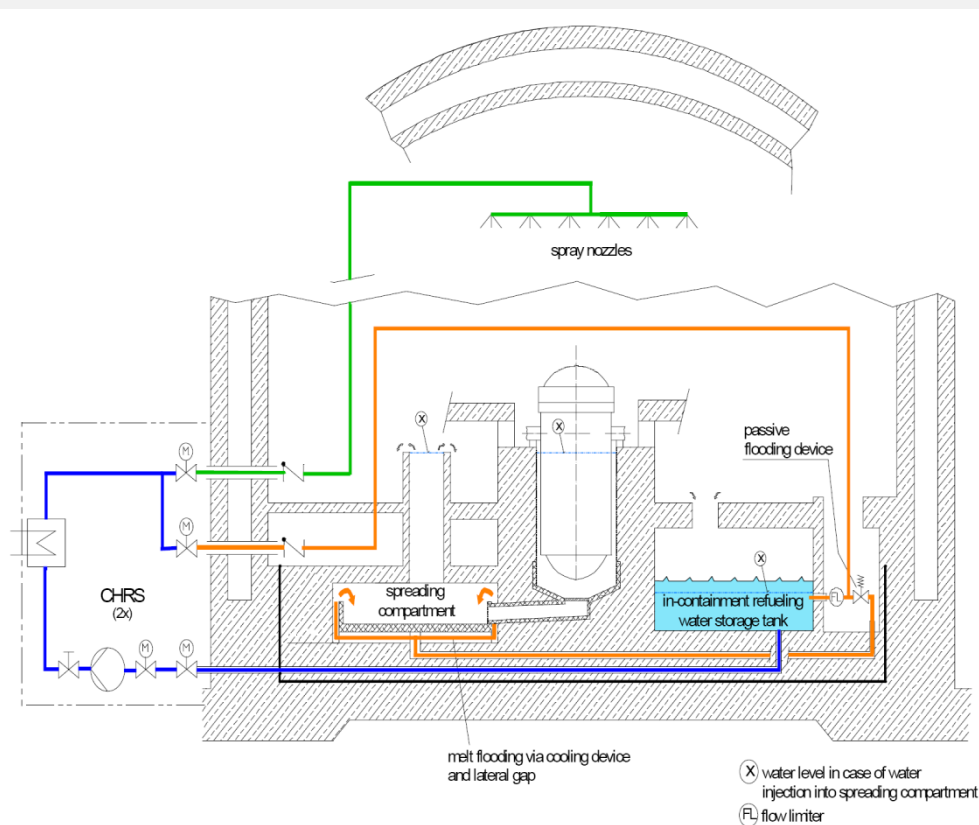 spray nozzles
X
X
passive
flooding device
M
M
X
CHRS
(2x)
spreading
compartment
in-containment refueling
water storage tank
FL
M
M
melt flooding via cooling device
and lateral gap
X water level in case of water
injection into spreading compartment
FL flow limiter